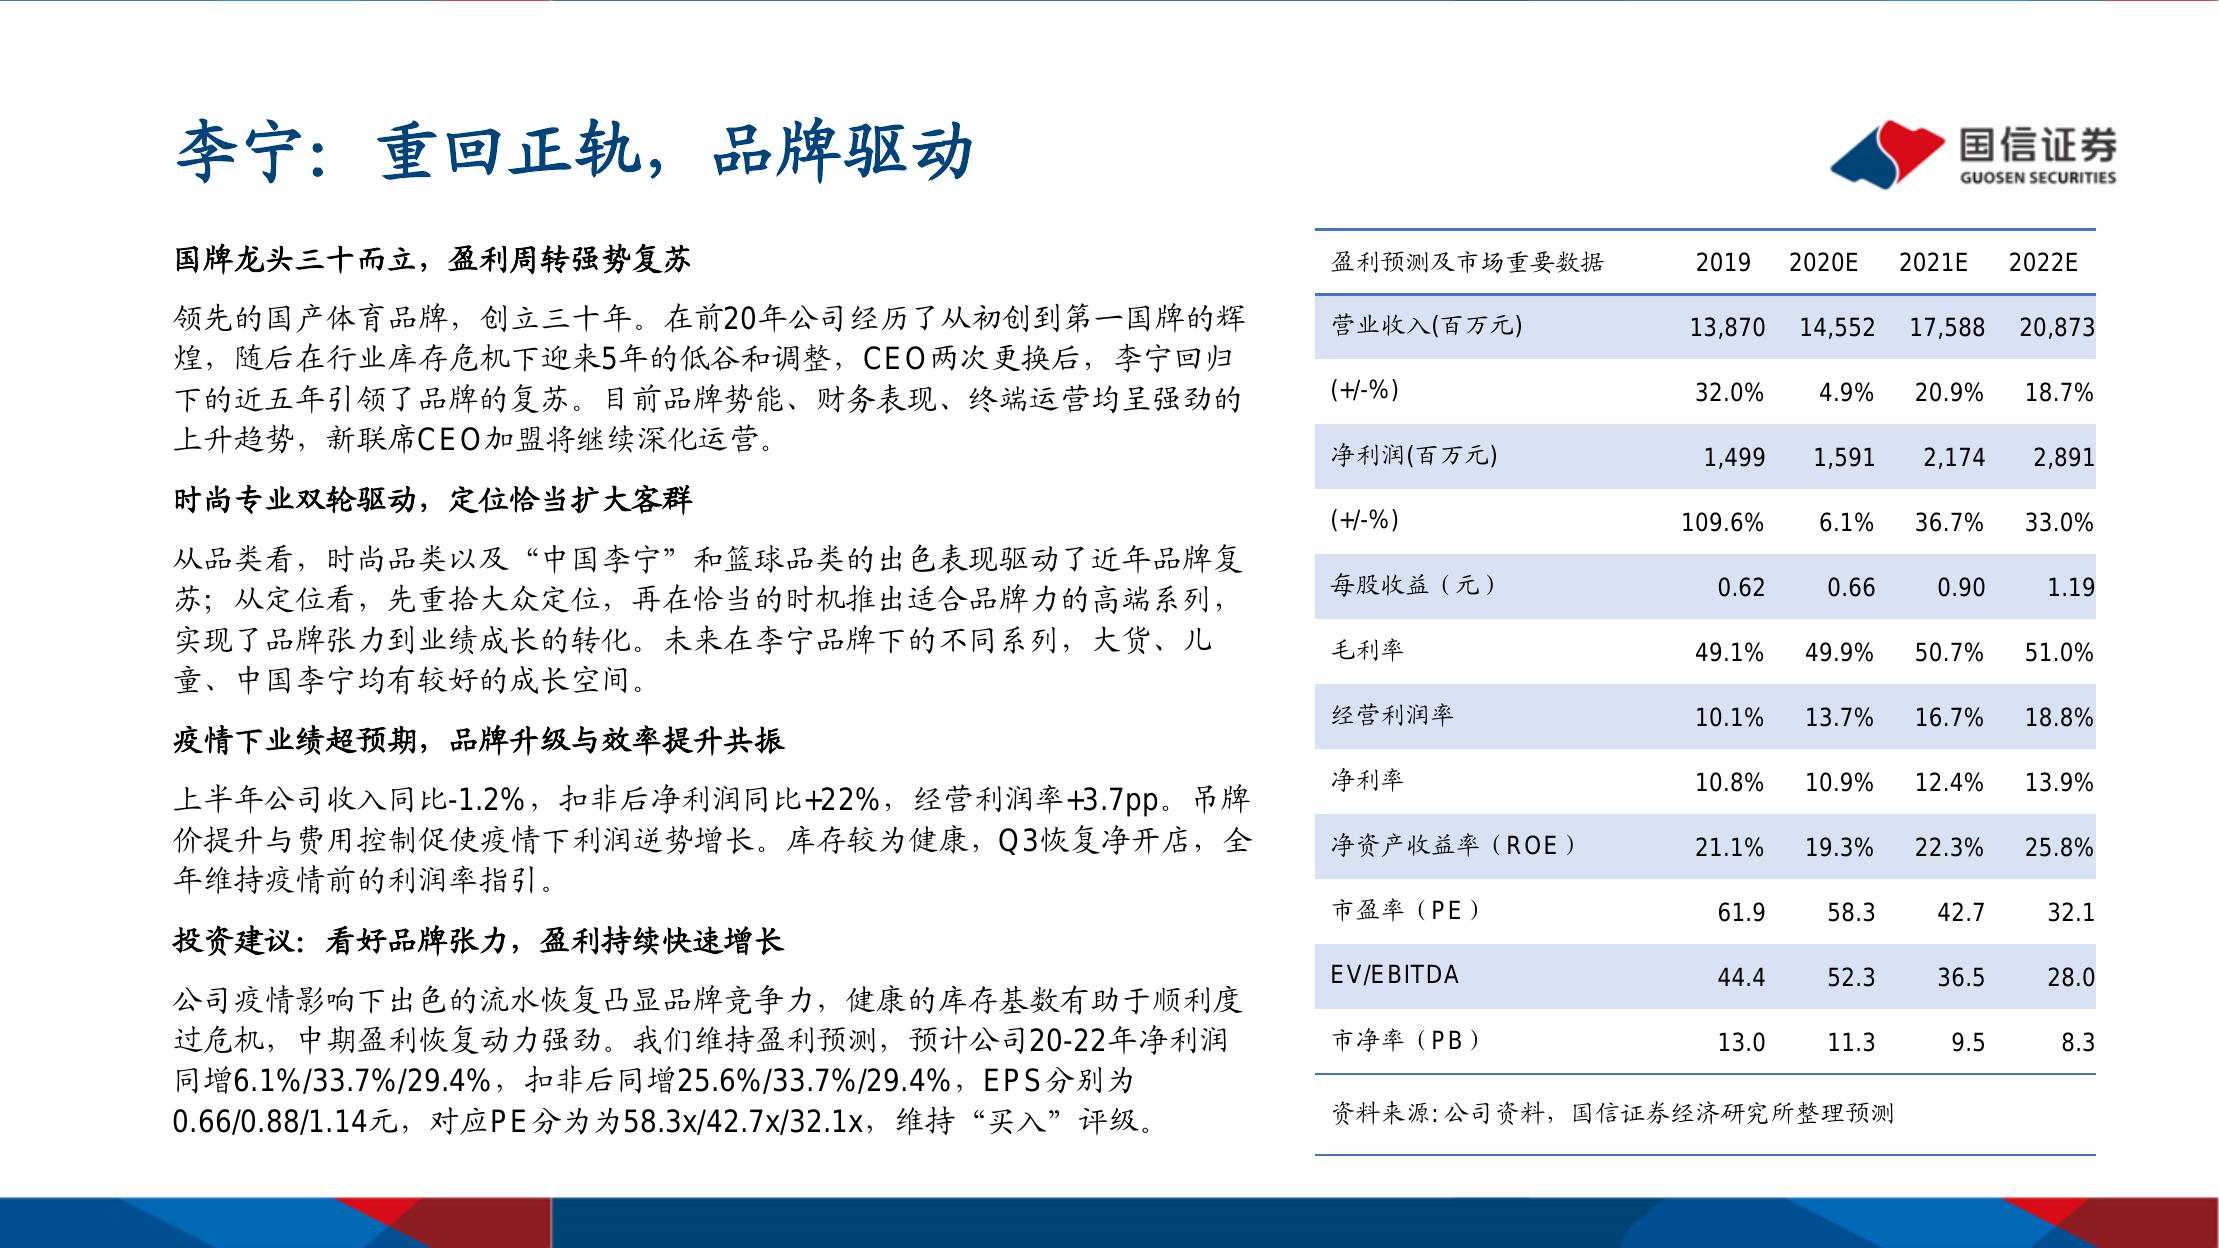 李宁：重回正轨，品牌驱动
国信证券
GUOSEN SECURITIES
国牌龙头三十而立，盈利周转强势复苏
领先的国产体育品牌，创立三十年。在前20年公司经历了从初创到第一国牌的辉
煌，随后在行业库存危机下迎来5年的低谷和调整，CEO两次更换后，李宁回归
下的近五年引领了品牌的复苏。目前品牌势能、财务表现、终端运营均呈强劲的
上升趋势，新联席CEO加盟将继续深化运营。
时尚专业双轮驱动，定位恰当扩大客群
从品类看，时尚品类以及“中国李宁”和篮球品类的出色表现驱动了近年品牌复
苏；从定位看，先重拾大众定位，再在恰当的时机推出适合品牌力的高端系列，
实现了品牌张力到业绩成长的转化。未来在李宁品牌下的不同系列，大货、儿
童、中国李宁均有较好的成长空间。
疫情下业绩超预期，品牌升级与效率提升共振
上半年公司收入同比-1.2%，扣非后净利润同比+22%，经营利润率+3.7pp。吊牌
价提升与费用控制促使疫情下利润逆势增长。库存较为健康，Q3恢复净开店，全
年维持疫情前的利润率指引。
投资建议：看好品牌张力，盈利持续快速增长
公司疫情影响下出色的流水恢复凸显品牌竞争力，健康的库存基数有助于顺利度
过危机，中期盈利恢复动力强劲。我们维持盈利预测，预计公司20-22年净利润
同增6.1%/33.7%/29.4%，扣非后同增25.6%/33.7%/29.4%，EPS分别为
0.66/0.88/1.14元，对应PE分为为58.3x/42.7x/32.1x，维持“买入”评级。
盈利预测及市场重要数据 2019 2020E 2021E 2022E
营业收入(百万元) 13,870 14,552 17,588 20,873
(+/-%) 32.0% 4.9% 20.9% 18.7%
净利润(百万元) 1,499 1,591 2,174 2,891
(+/-%) 109.6% 6.1% 36.7% 33.0%
每股收益（元） 0.62 0.66 0.90 1.19
毛利率 49.1% 49.9% 50.7% 51.0%
经营利润率 10.1% 13.7% 16.7% 18.8%
净利率 10.8% 10.9% 12.4% 13.9%
净资产收益率（ROE） 21.1% 19.3% 22.3% 25.8%
市盈率（PE） 61.9 58.3 42.7 32.1
EV/EBITDA 44.4 52.3 36.5 28.0
市净率（PB） 13.0 11.3 9.5 8.3
资料来源:公司资料，国信证券经济研究所整理预测